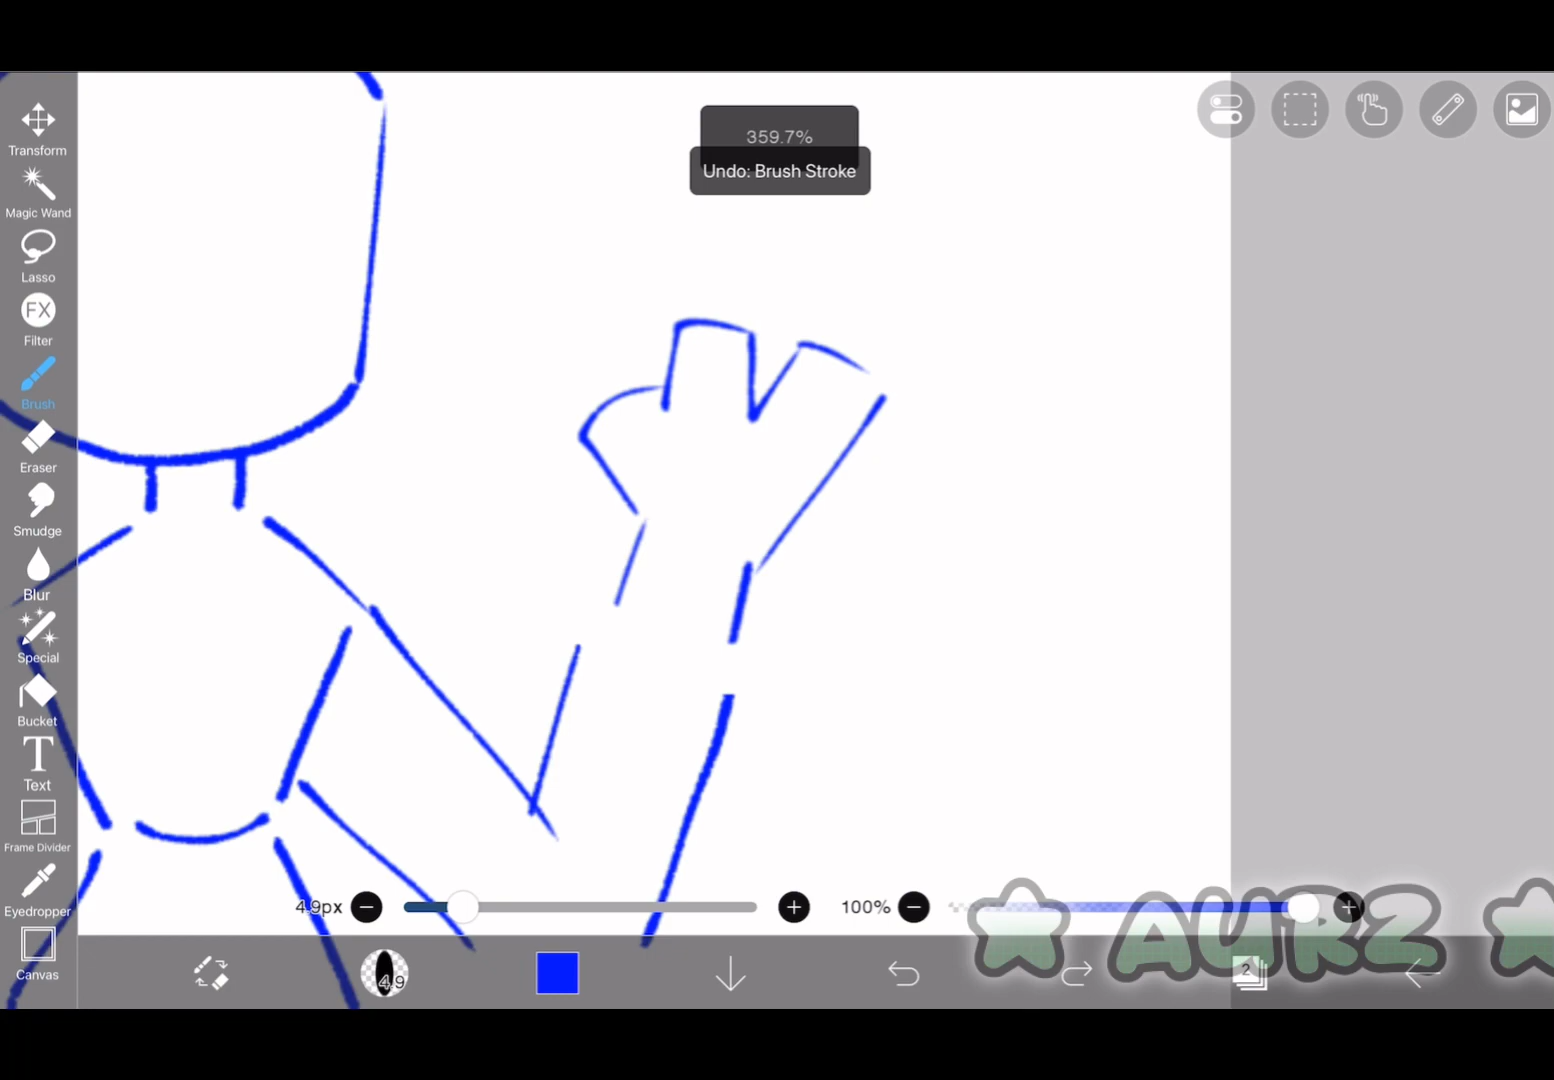 359.7%
Undo: Brush Stroke
Transform
Magic Wand
Lasso
FX
Filter
Brush
Eraser
Smudge
Blur
Special
Bucket
T
Text
Frame Divider
Eyedropper
Canvas
4.9px
100%
4.9
2
AURZ